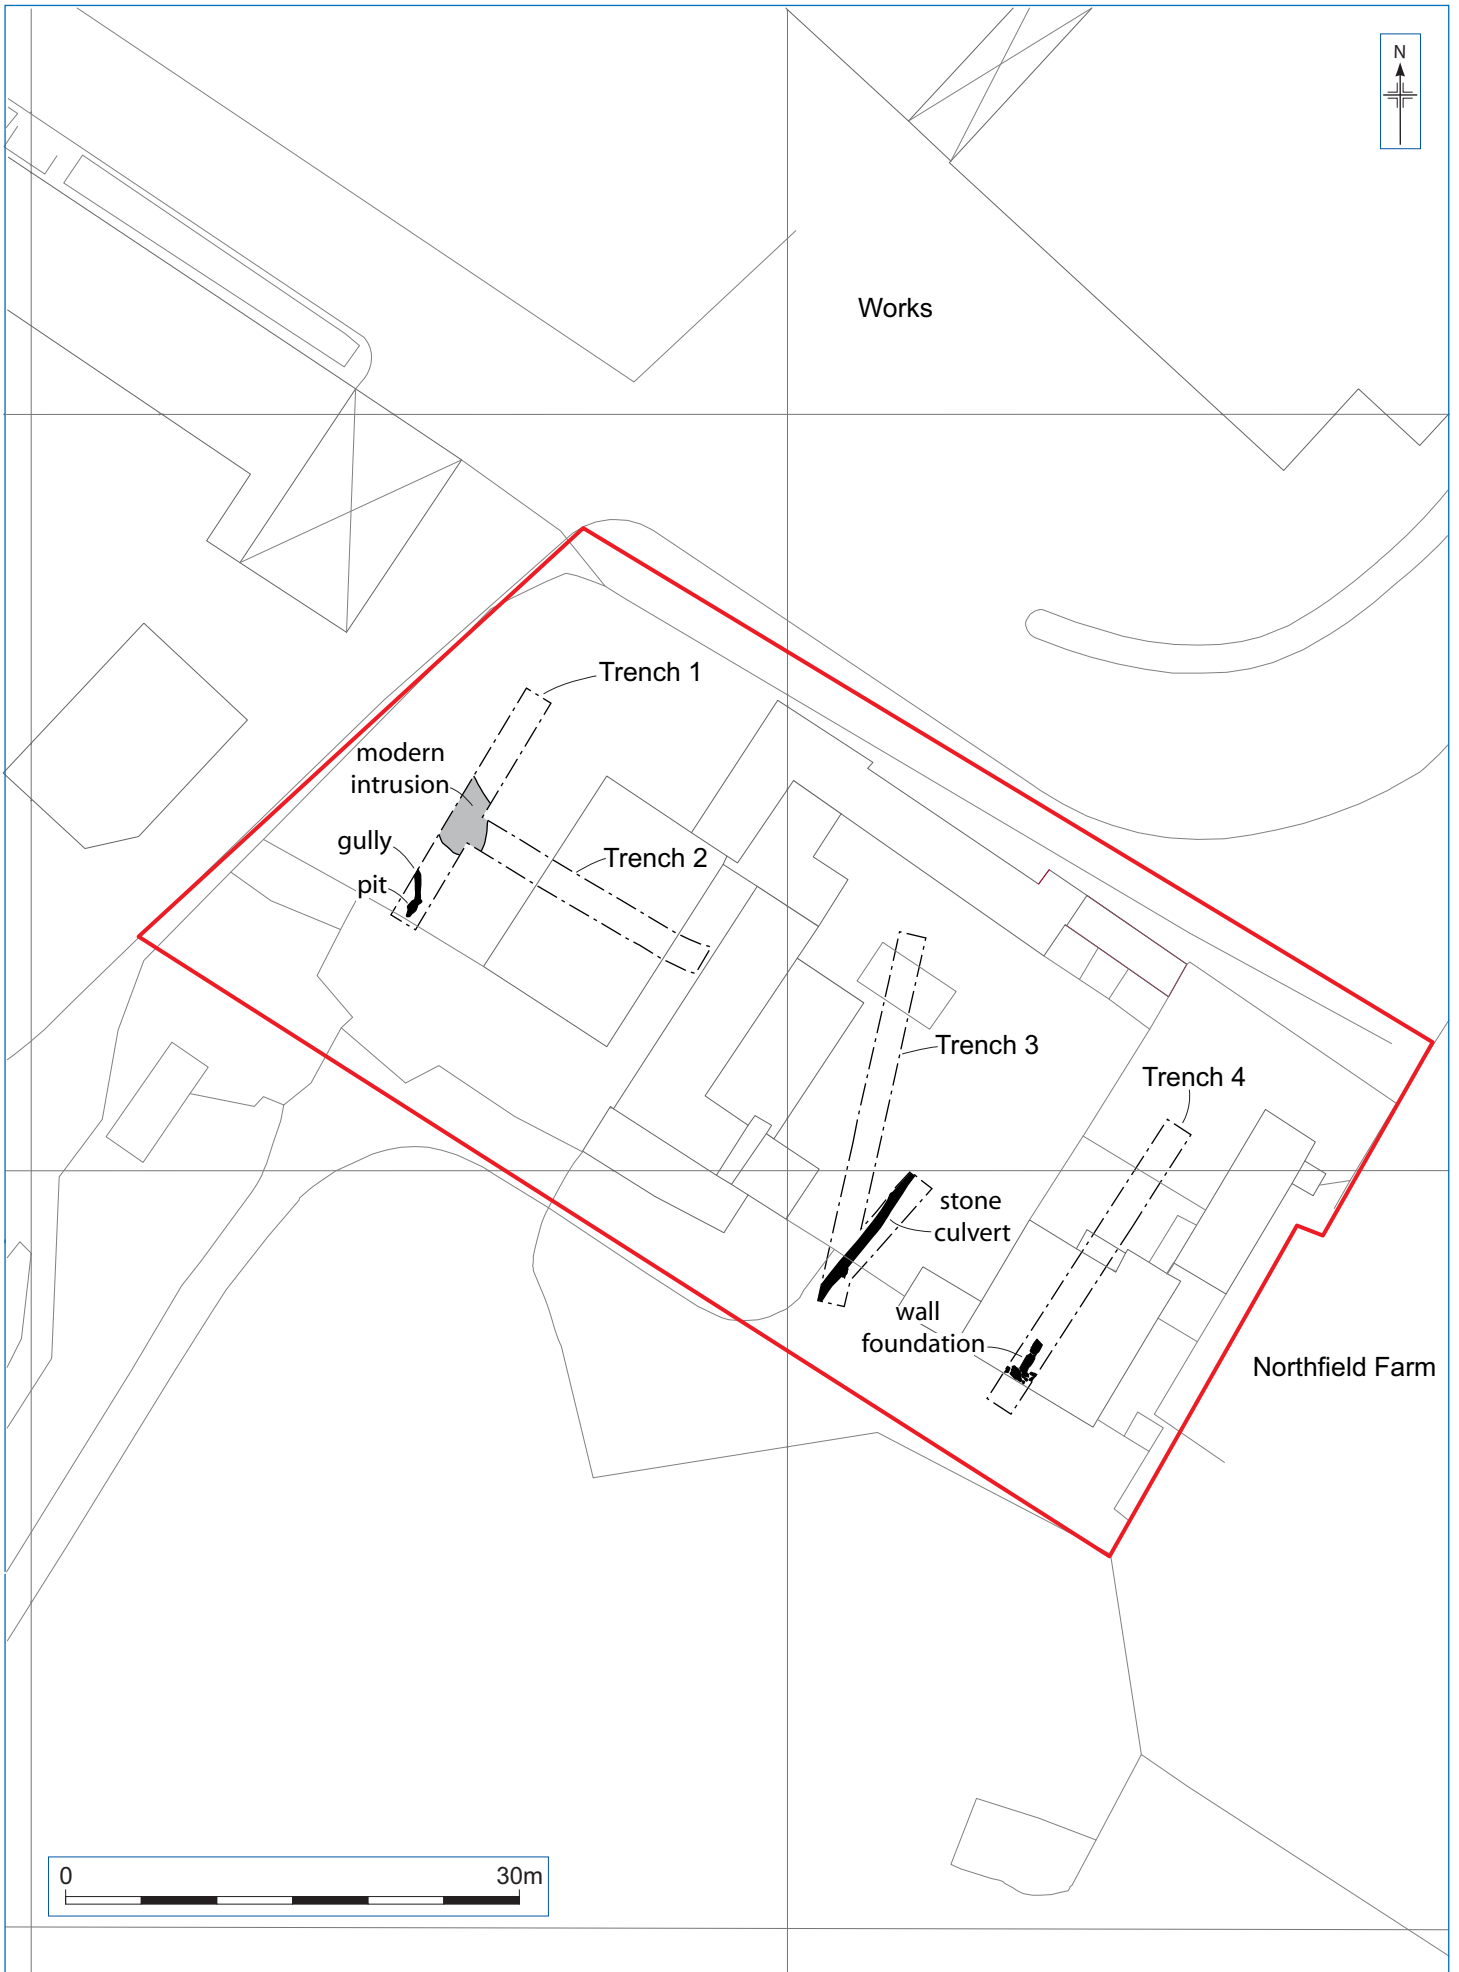 N
Works
Trench 1
modern
intrusion
gully
Trench 2
pit
Trench 3
Trench 4
stone
culvert
wall
foundation
Northfield Farm
0 30m